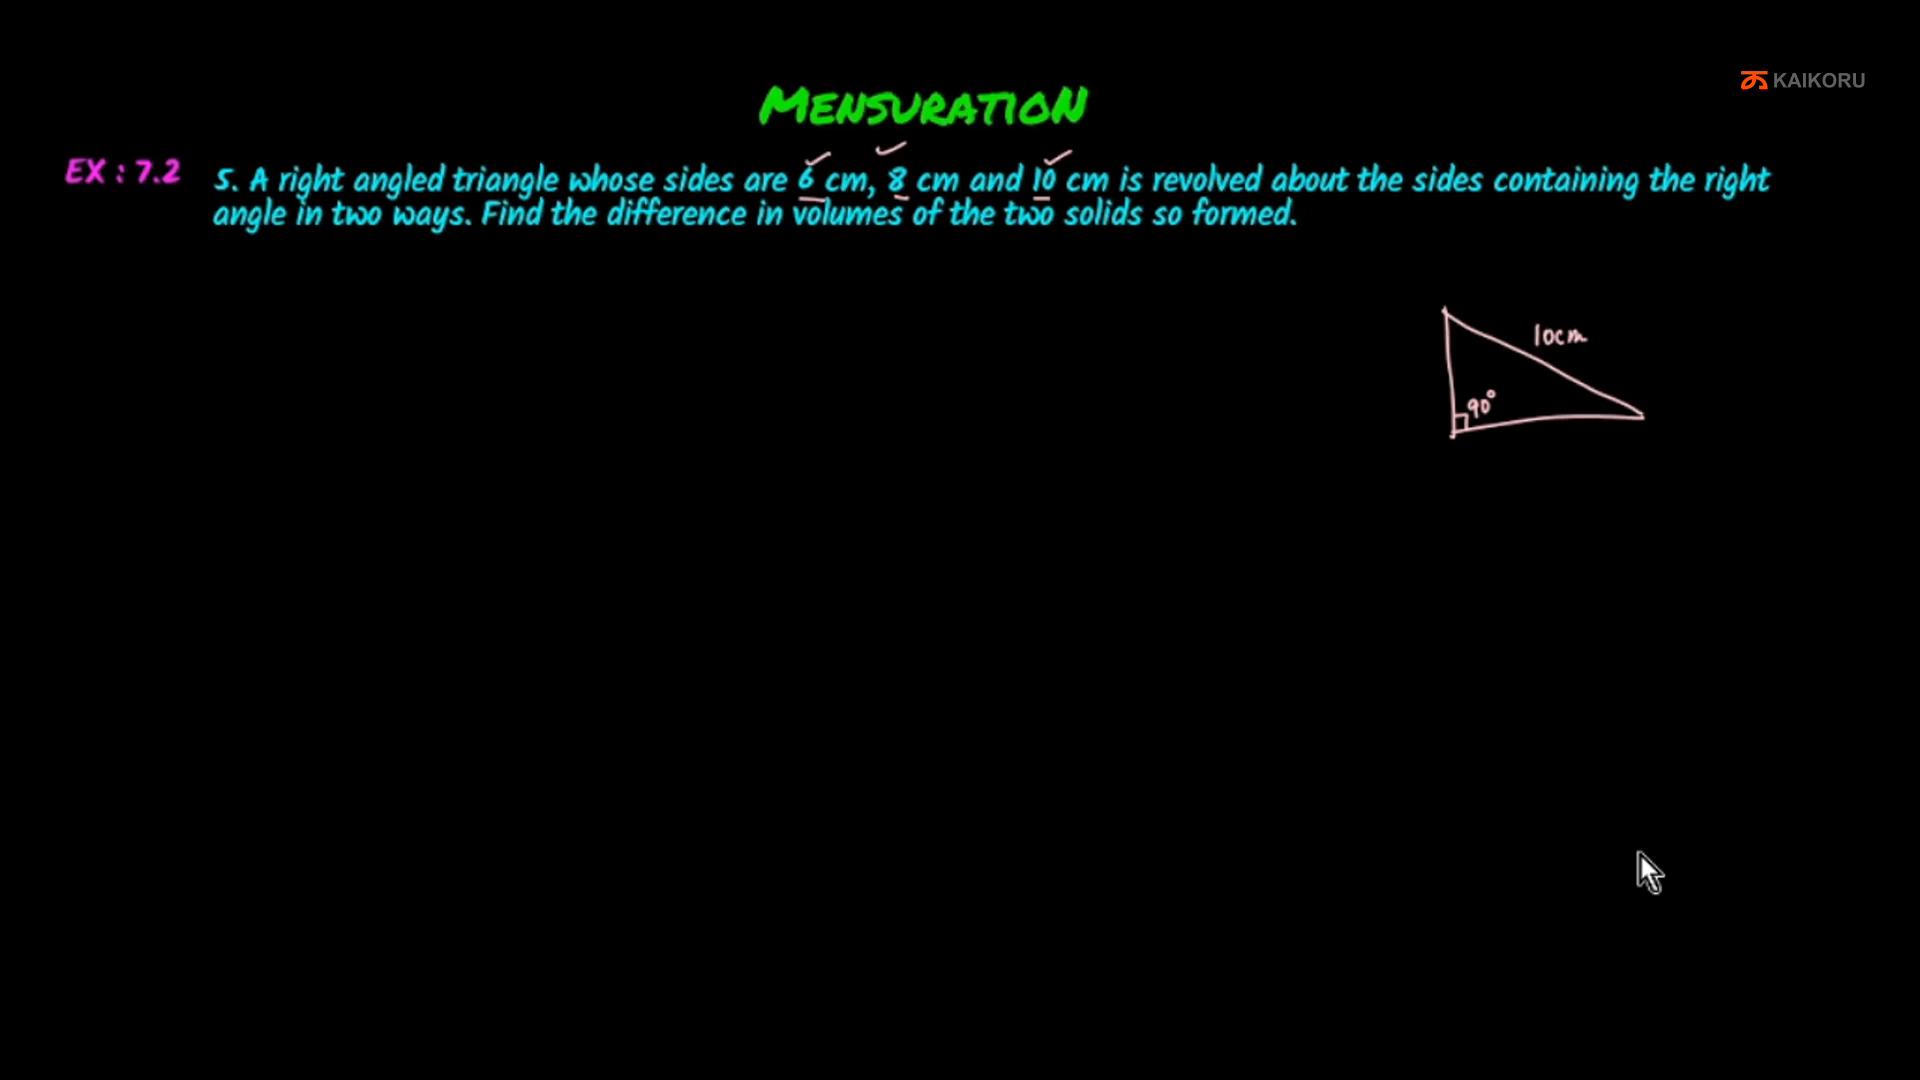 KAIKORU
MENSURATION
EX : 7.2
5. A right angled triangle whose sides are 6 cm, 8 cm and 10 cm is revolved about the sides containing the right
angle in two ways. Find the difference in volumes of the two solids so formed.
10cm
90°